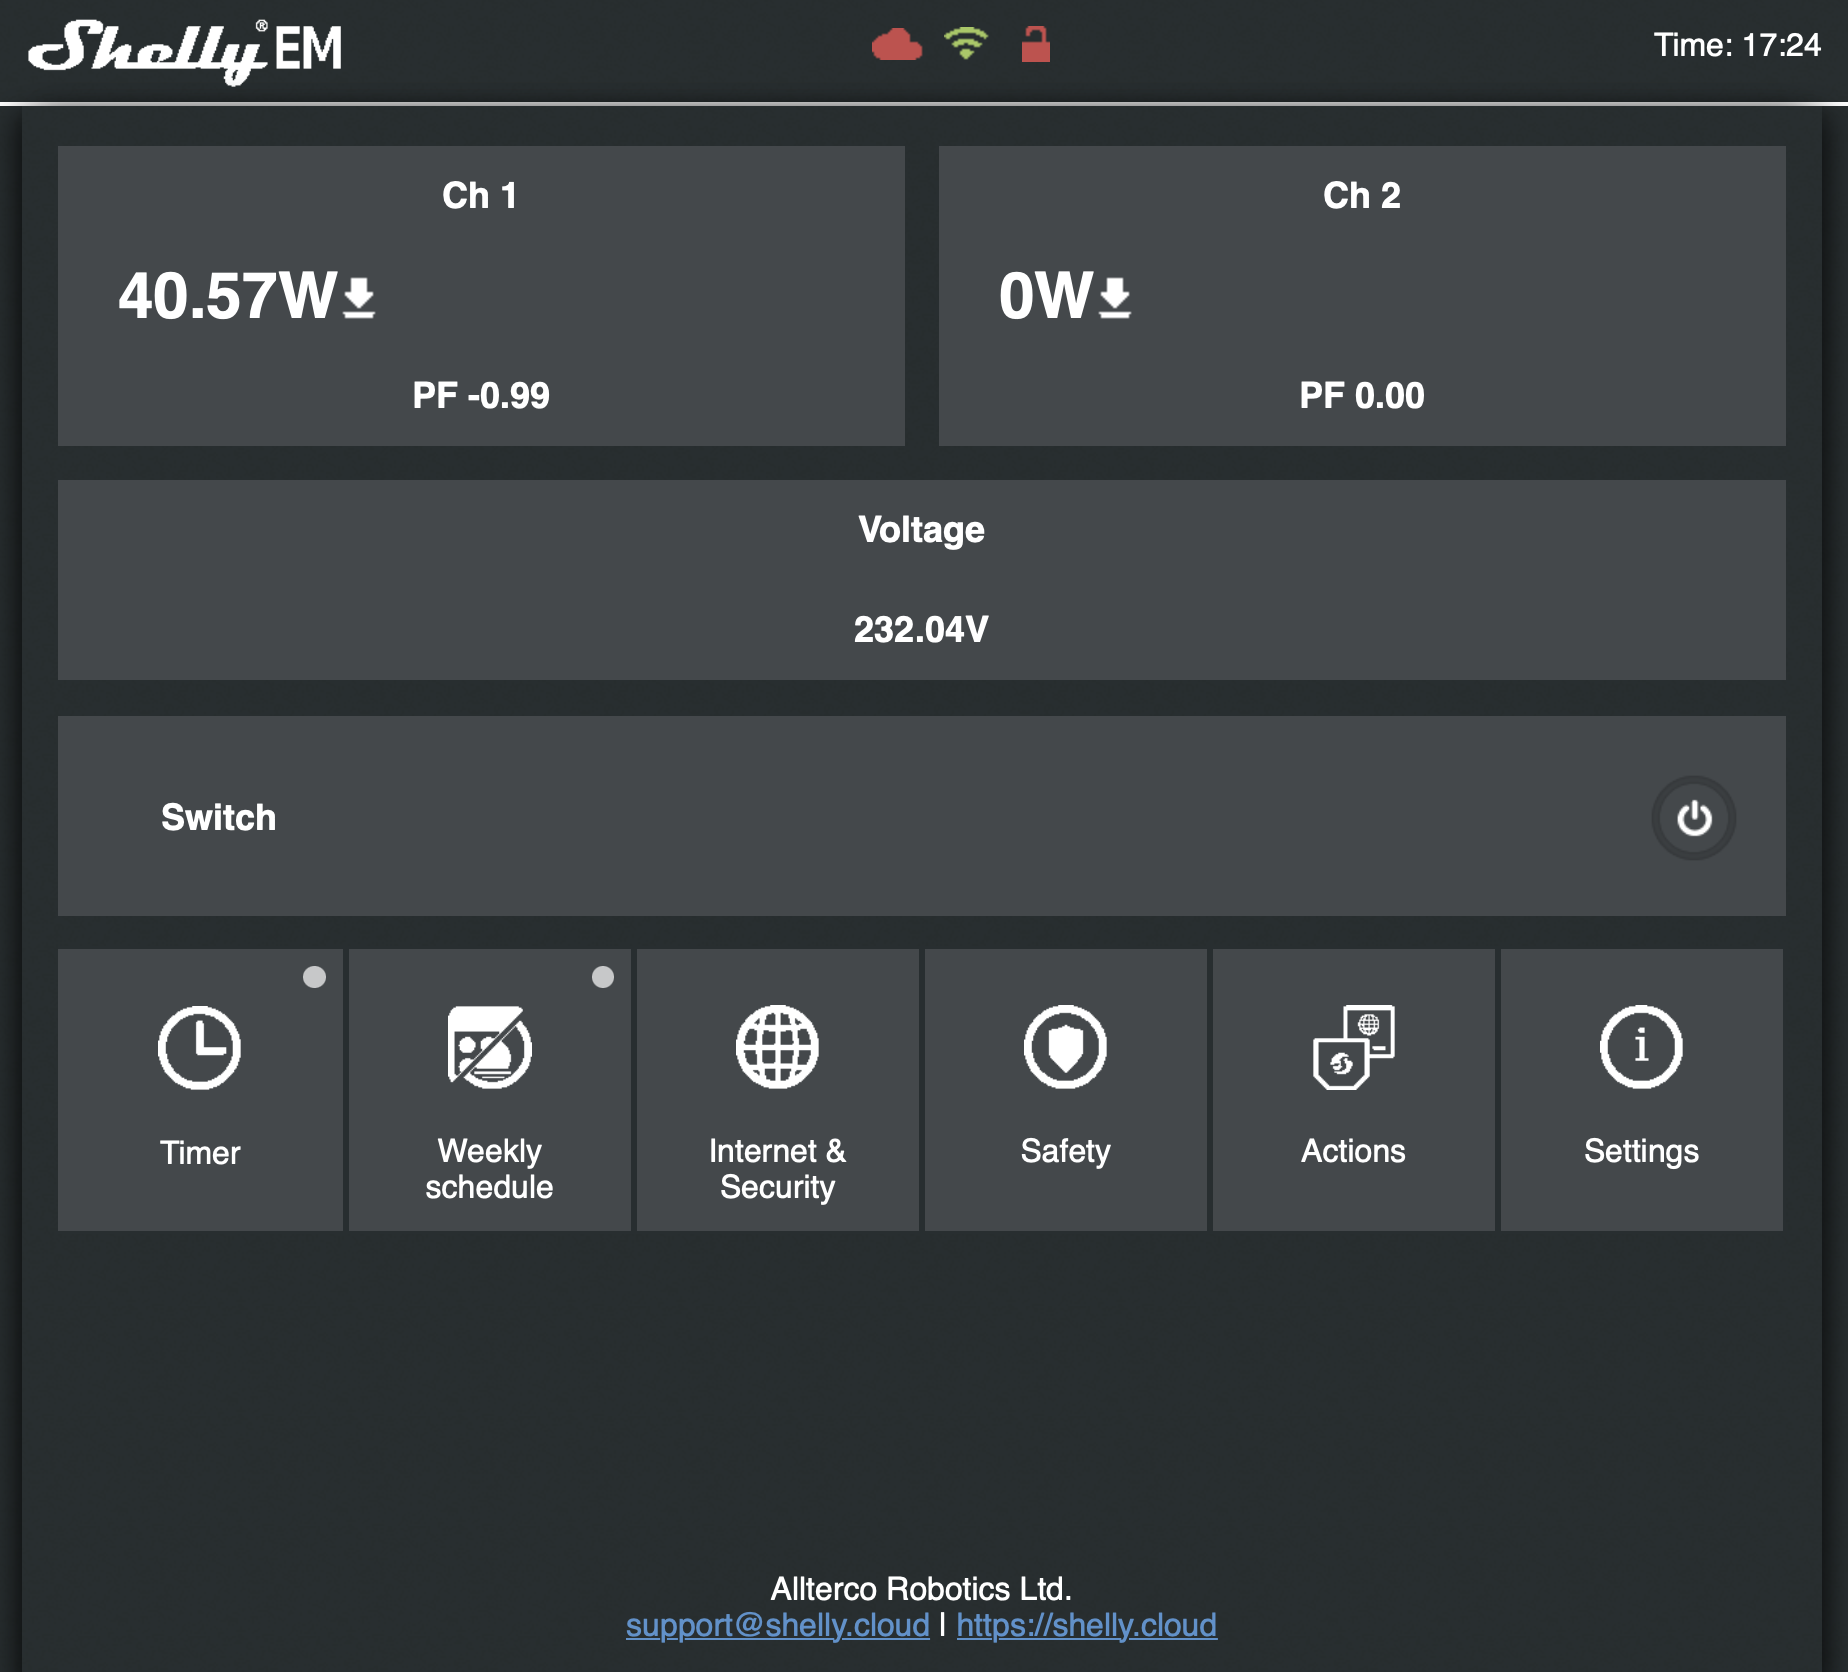 Shelly® EM
Time: 17:24
Ch 1
40.57W
PF -0.99
Ch 2
0W
PF 0.00
Voltage
232.04V
Switch
Timer
Weekly
schedule
Internet &
Security
Safety
Actions
Settings
Allterco Robotics Ltd.
support@shelly.cloud | https://shelly.cloud